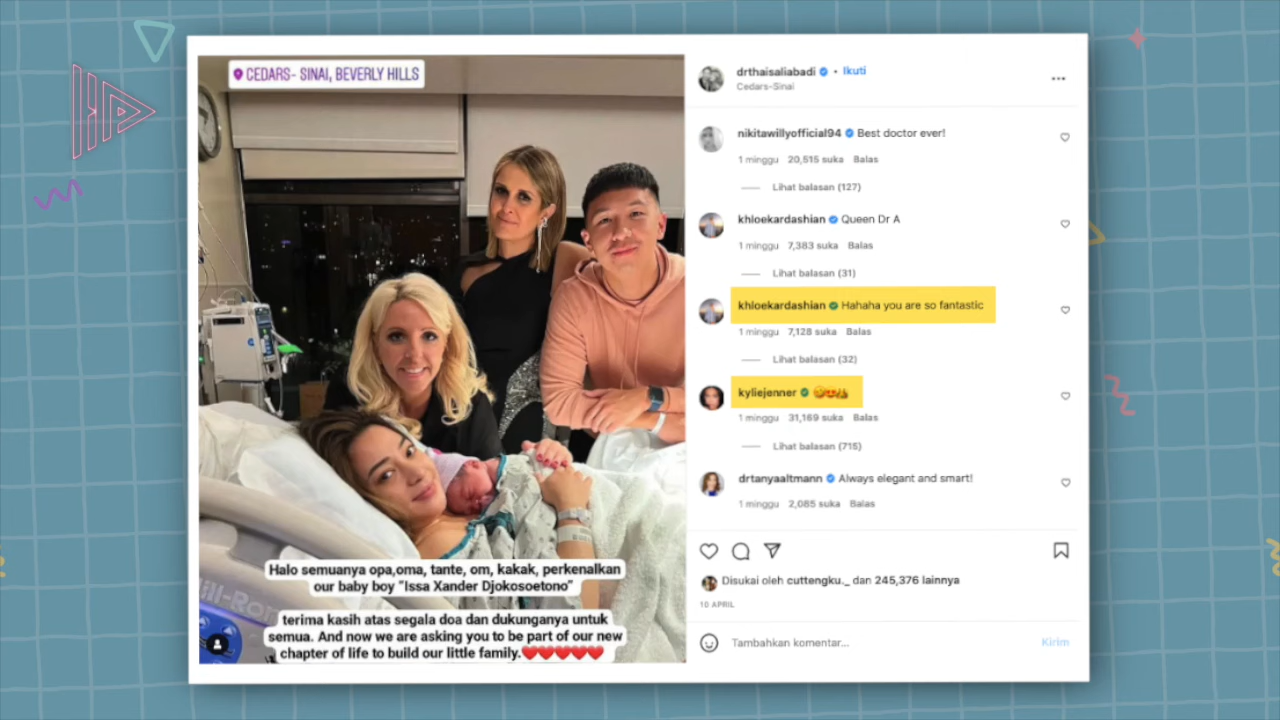 CEDARS- SINAI, BEVERLY HILLS
Halo semuanya opa,oma, tante, om, kakak, perkenalkan
our baby boy "Issa Xander Djokosoetono"
terima kasih atas segala doa dan dukunganya untuk
semua. And now we are asking you to be part of our new
chapter of life to build our little family.❤❤❤❤❤
drthaisaliabadi • Ikuti
Cedars-Sinai
nikitawillyofficial94 Best doctor ever!
1 minggu 20,515 suka Balas
Lihat balasan (127)
khloekardashian Queen Dr A
1 minggu 7,383 suka Balas
Lihat balasan (31)
khloekardashian Hahaha you are so fantastic
1 minggu 7,128 suka Balas
Lihat balasan (32)
kyliejenner
1 minggu 31,169 suka Balas
Lihat balasan (715)
drtanyaaltmann Always elegant and smart!
1 minggu 2,085 suka Balas
Disukai oleh cuttengku._ dan 245,376 lainnya
10 APRIL
Tambahkan komentar...
Kirim